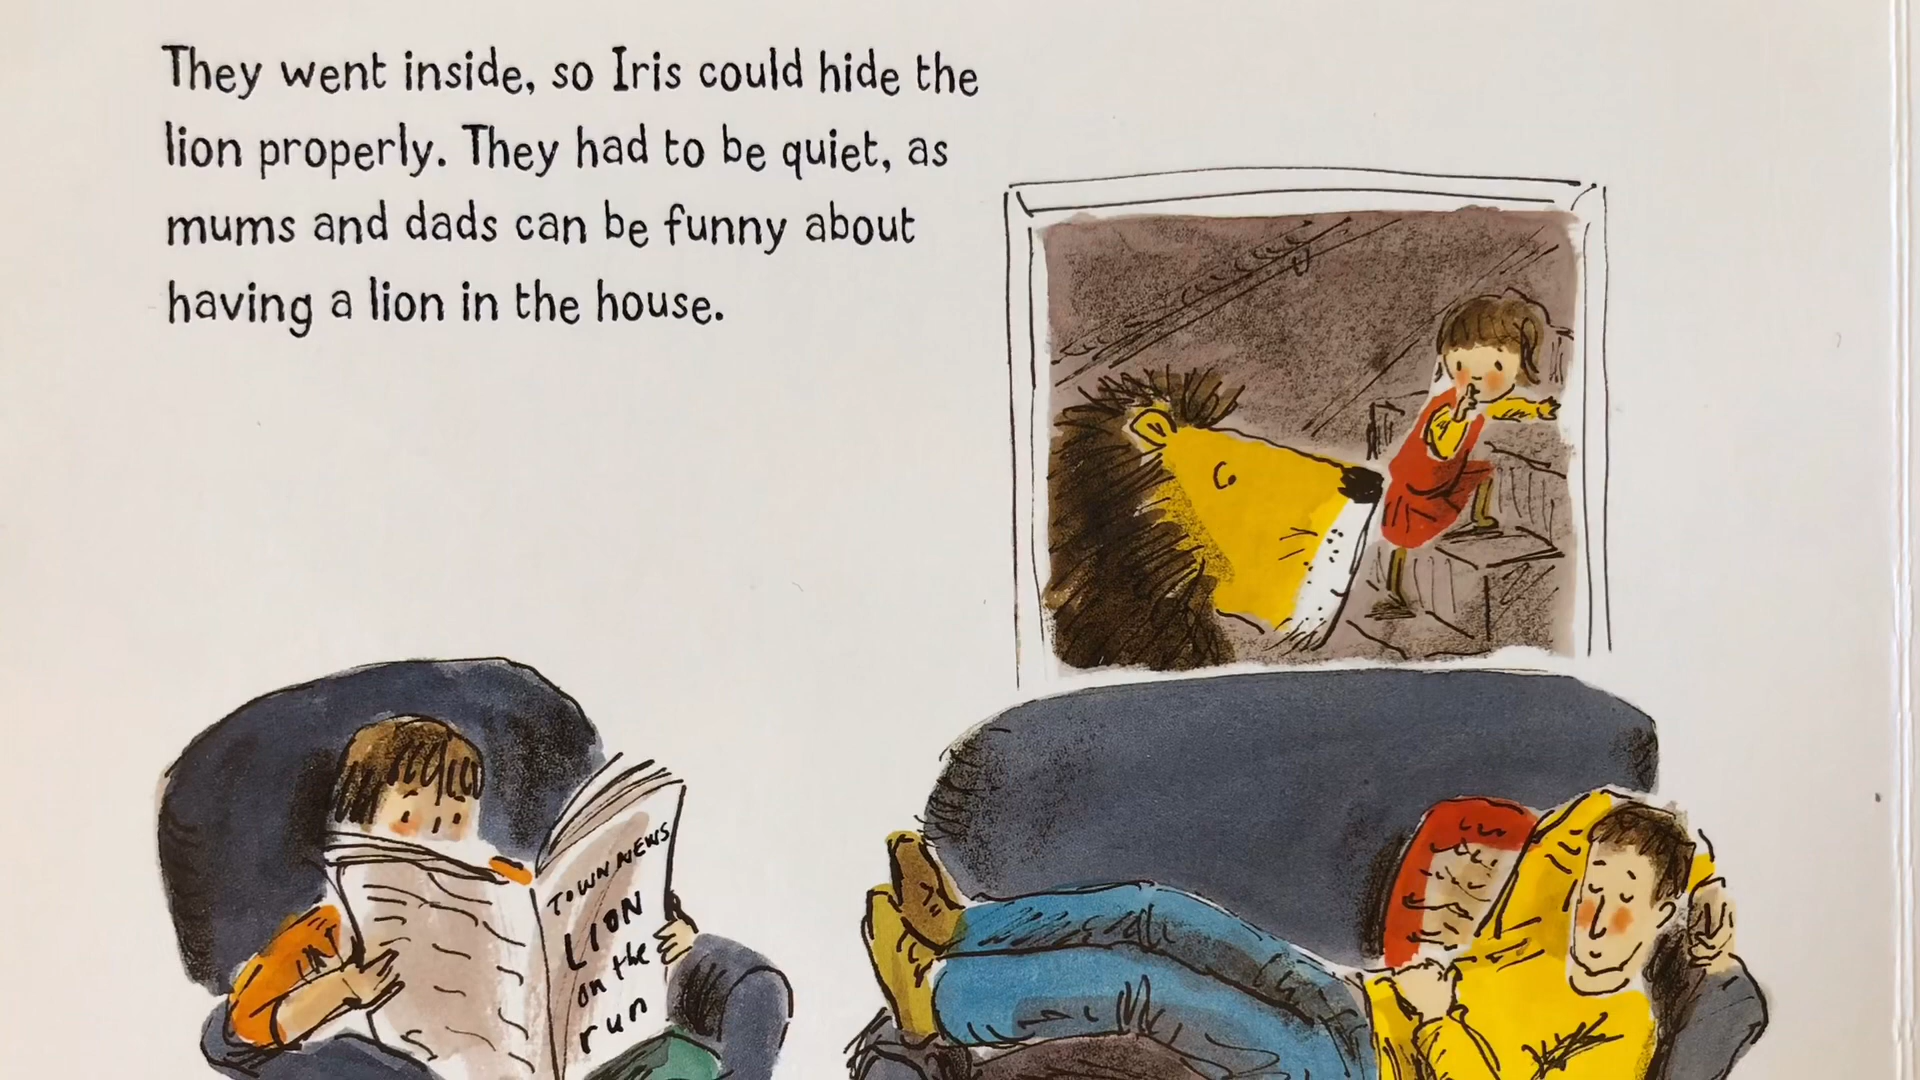 They went inside, so Iris could hide the
lion properly. They had to be quiet, as
mums and dads can be funny about
having a lion in the house.
TOWN NEWS
LION
on the
run